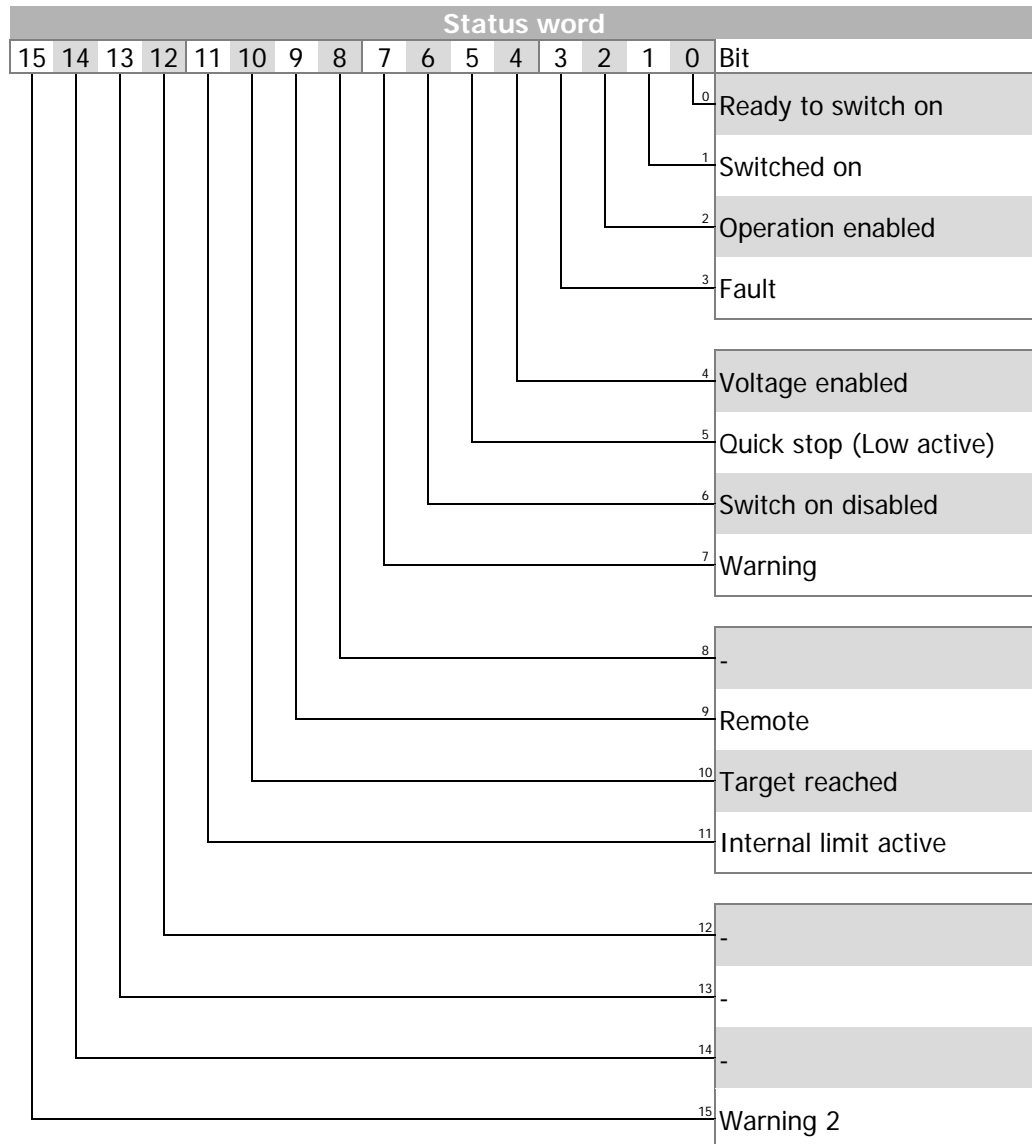 Status word
15 14 13 12 11 10 9 8 7 6 5 4 3 2 1 0 Bit
0 Ready to switch on
1 Switched on
2 Operation enabled
3 Fault
4 Voltage enabled
5 Quick stop (Low active)
6 Switch on disabled
7 Warning
8 -
9 Remote
10 Target reached
11 Internal limit active
12 -
13 -
14 -
15 Warning 2